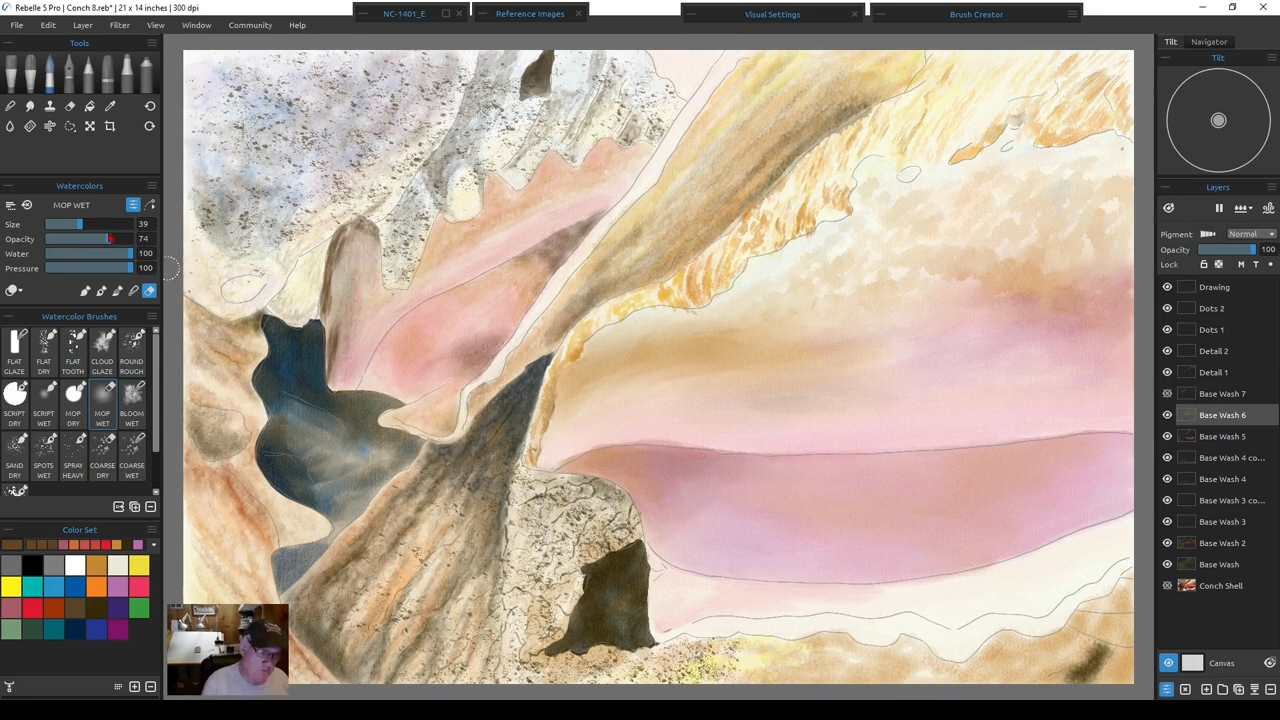 Rebelle 5 Pro | Conch 8.reb* | 21 x 14 inches | 300 dpi
NC-1401_E
Reference Images
Visual Settings
Brush Creator
File Edit Layer Filter View Window Community Help
Tools
Watercolors
MOP WET
Size 39
Opacity 74
Water 100
Pressure 100
Watercolor Brushes
FLAT GLAZE
FLAT DRY
FLAT TOOTH
CLOUD GLAZE
ROUND ROUGH
SCRIPT DRY
SCRIPT WET
MOP DRY
MOP WET
BLOOM WET
SAND DRY
SPOTS WET
SPRAY HEAVY
COARSE DRY
COARSE WET
Color Set
Tilt Navigator
Tilt
Layers
Pigment Normal
Opacity 100
Lock M T
Drawing
Dots 2
Dots 1
Detail 2
Detail 1
Base Wash 7
Base Wash 6
Base Wash 5
Base Wash 4 co...
Base Wash 4
Base Wash 3 co...
Base Wash 3
Base Wash 2
Base Wash
Conch Shell
Canvas